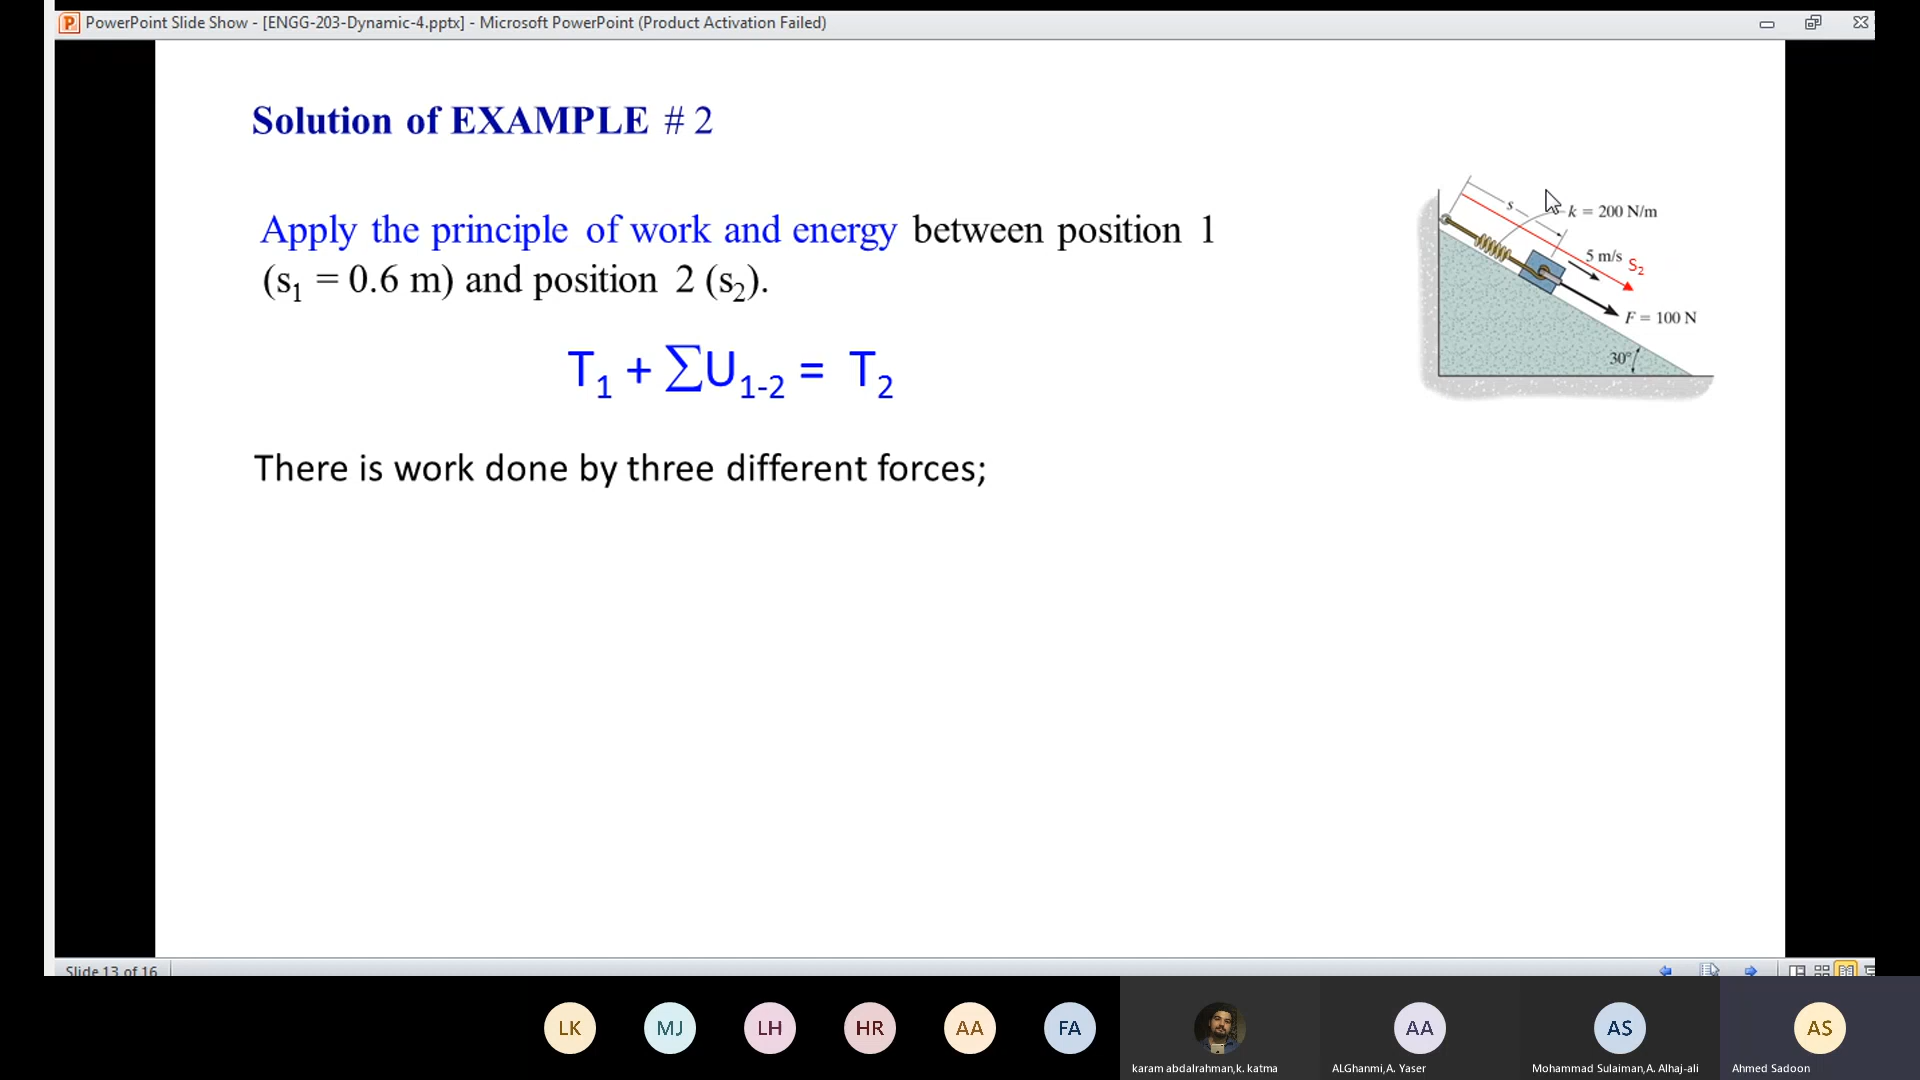 PowerPoint Slide Show - [ENGG-203-Dynamic-4.pptx] - Microsoft PowerPoint (Product Activation Failed)
Solution of EXAMPLE # 2
Apply the principle of work and energy between position 1
(s₁ = 0.6 m) and position 2 (s₂).
T₁ + ∑U₁₋₂ = T₂
There is work done by three different forces;
s
k = 200 N/m
5 m/s
S₂
F = 100 N
30°
Slide 13 of 16
LK
MJ
LH
HR
AA
FA
AA
AS
AS
karam abdalrahman,k. katma
ALGhanmi,A. Yaser
Mohammad Sulaiman,A. Alhaj-ali
Ahmed Sadoon